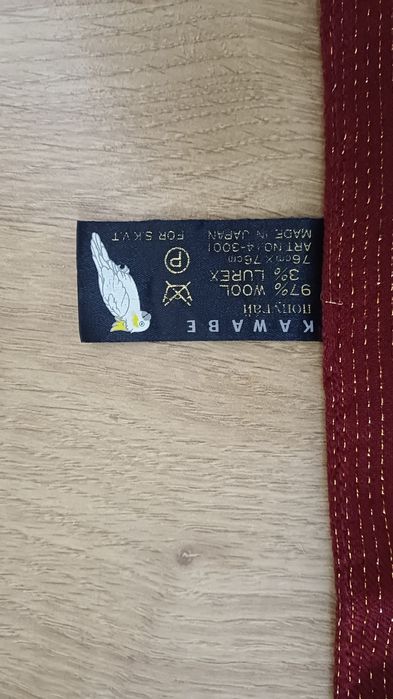 KAWABE
попугай
97% WOOL
3% LUREX
76cm X 76cm
ART NO.14-3001
MADE IN JAPAN
P
FOR S.K.V.T